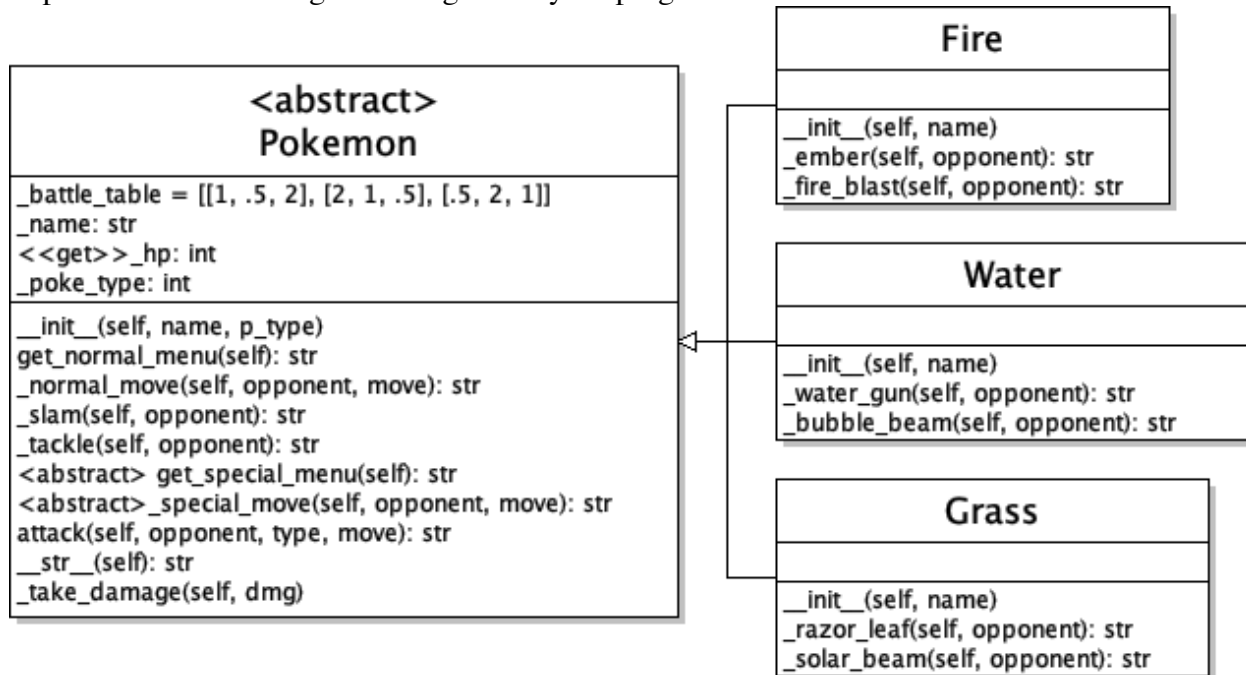 <abstract>
Pokemon
_battle_table = [[1, .5, 2], [2, 1, .5], [.5, 2, 1]]
_name: str
<<get>>_hp: int
_poke_type: int
__init__(self, name, p_type)
get_normal_menu(self): str
_normal_move(self, opponent, move): str
_slam(self, opponent): str
_tackle(self, opponent): str
<abstract> get_special_menu(self): str
<abstract>_special_move(self, opponent, move): str
attack(self, opponent, type, move): str
__str__(self): str
_take_damage(self, dmg)
Fire
__init__(self, name)
_ember(self, opponent): str
_fire_blast(self, opponent): str
Water
__init__(self, name)
_water_gun(self, opponent): str
_bubble_beam(self, opponent): str
Grass
__init__(self, name)
_razor_leaf(self, opponent): str
_solar_beam(self, opponent): str